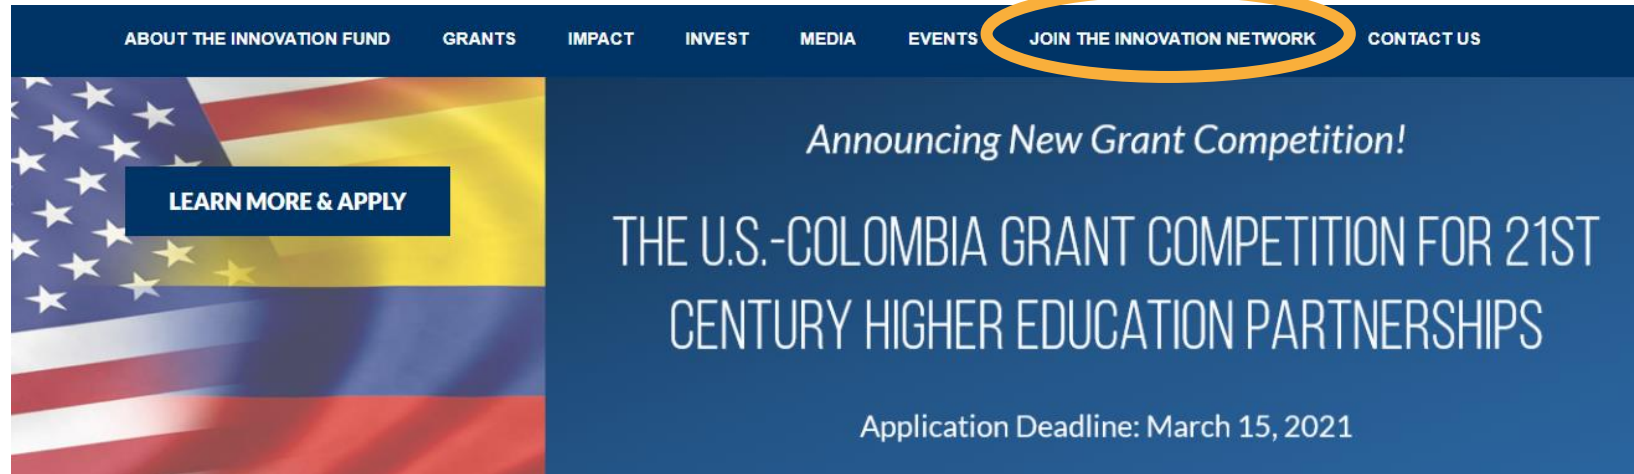 ABOUT THE INNOVATION FUND GRANTS IMPACT INVEST MEDIA EVENTS JOIN THE INNOVATION NETWORK CONTACT US
Announcing New Grant Competition!
LEARN MORE & APPLY
THE U.S.-COLOMBIA GRANT COMPETITION FOR 21ST
CENTURY HIGHER EDUCATION PARTNERSHIPS
Application Deadline: March 15, 2021